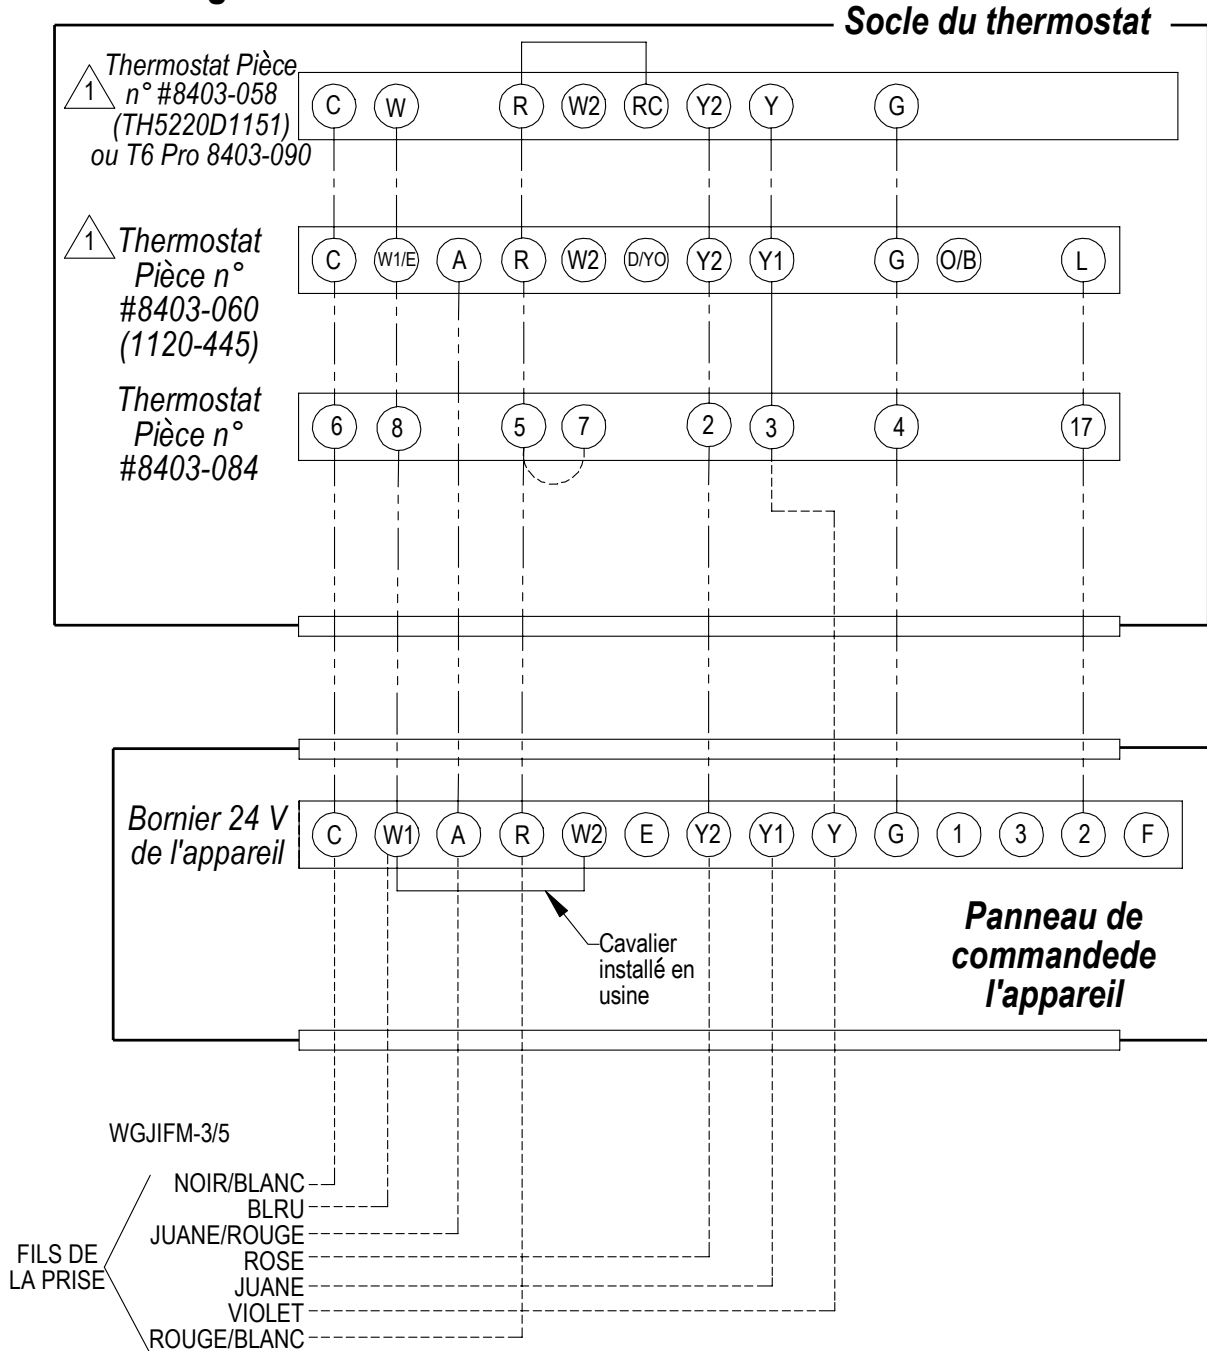 Socle du thermostat
Thermostat Pièce
n° #8403-058
(TH5220D1151)
ou T6 Pro 8403-090
1
C W R W2 RC Y2 Y G
1
Thermostat
Pièce n°
#8403-060
(1120-445)
C W1/E A R W2 D/YO Y2 Y1 G O/B L
Thermostat
Pièce n°
#8403-084
6 8 5 7 2 3 4 17
Bornier 24 V
de l'appareil
C W1 A R W2 E Y2 Y1 Y G 1 3 2 F
Cavalier
installé en
usine
Panneau de
commandede
l'appareil
WGJIFM-3/5
FILS DE
LA PRISE
NOIR/BLANC
BLRU
JUANE/ROUGE
ROSE
JUANE
VIOLET
ROUGE/BLANC